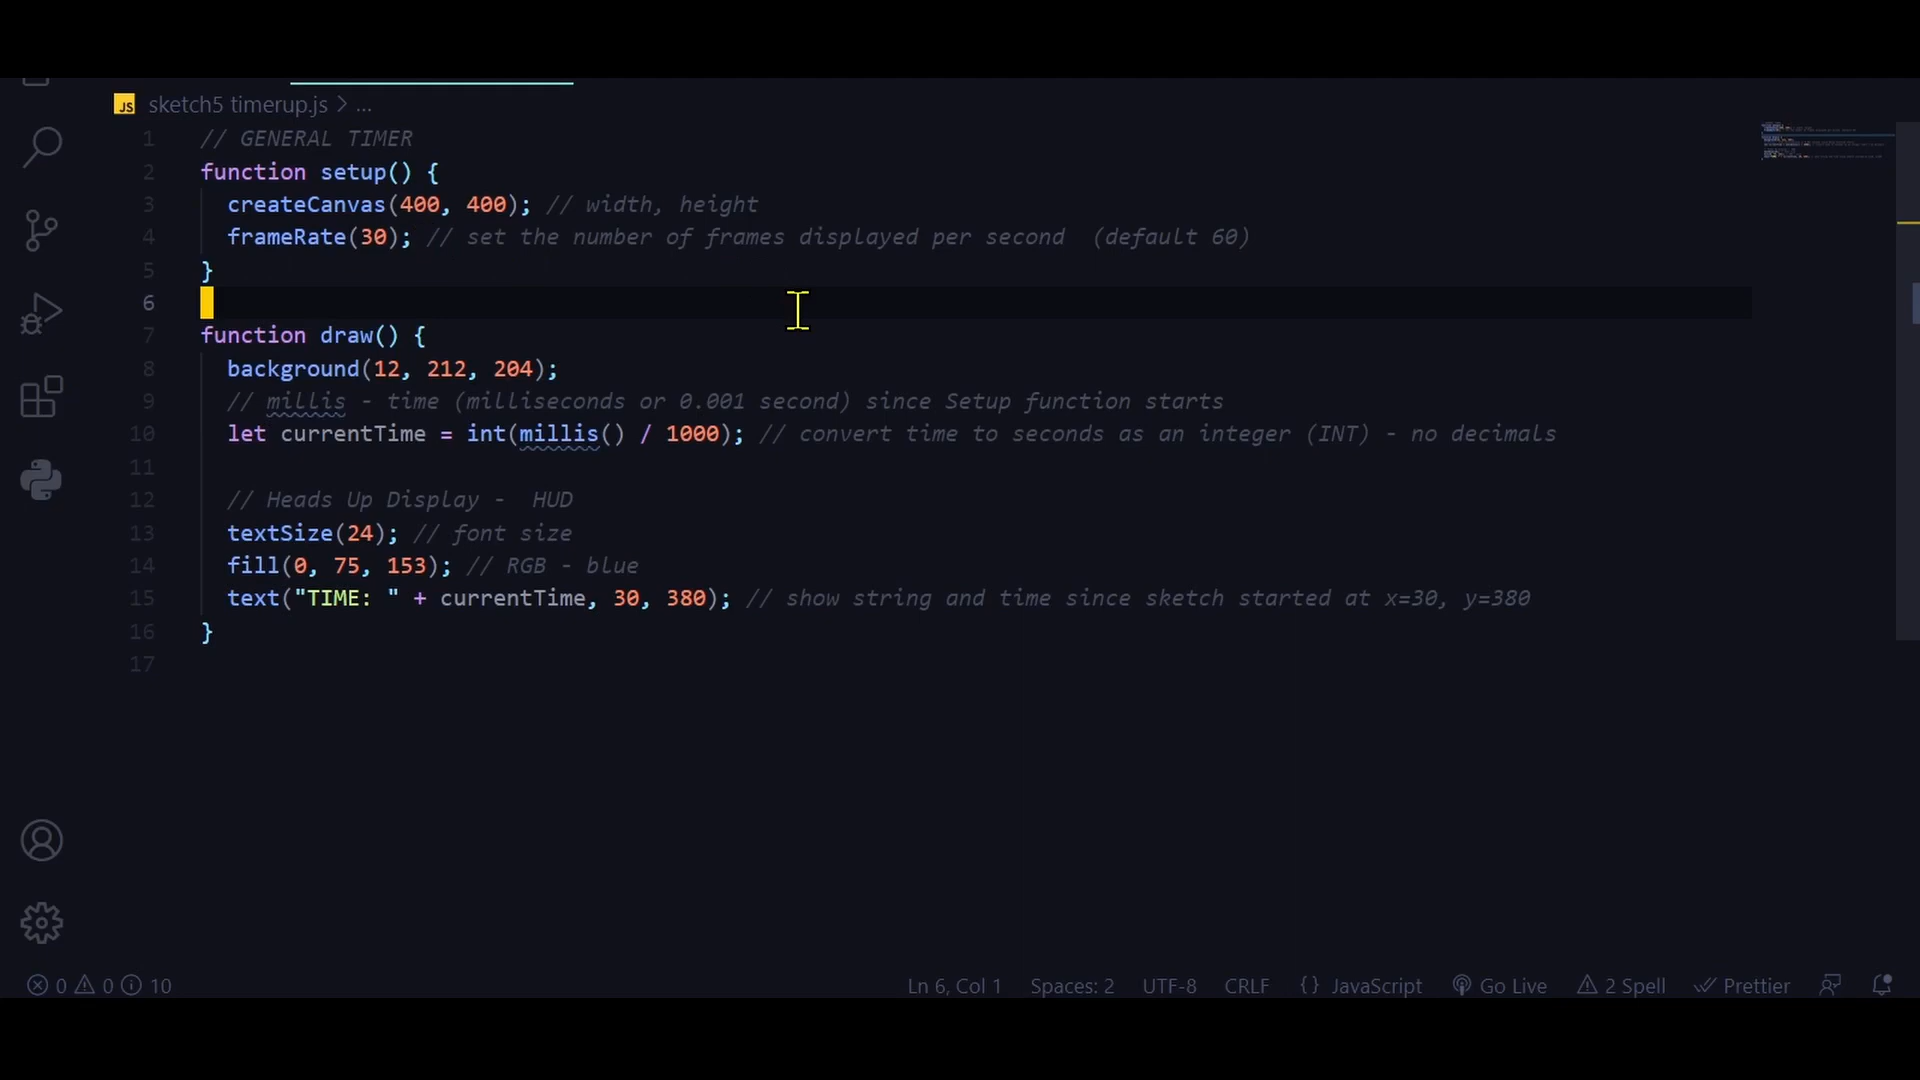 JS sketch5 timerup.js > ...
1 // GENERAL TIMER
2 function setup() {
3 createCanvas(400, 400); // width, height
4 frameRate(30); // set the number of frames displayed per second  (default 60)
5 }
6
7 function draw() {
8 background(12, 212, 204);
9 // millis - time (milliseconds or 0.001 second) since Setup function starts
10 let currentTime = int(millis() / 1000); // convert time to seconds as an integer (INT) - no decimals
11
12 // Heads Up Display -  HUD
13 textSize(24); // font size
14 fill(0, 75, 153); // RGB - blue
15 text("TIME: " + currentTime, 30, 380); // show string and time since sketch started at x=30, y=380
16 }
17
0 0 10 Ln 6, Col 1 Spaces: 2 UTF-8 CRLF {} JavaScript Go Live 2 Spell Prettier